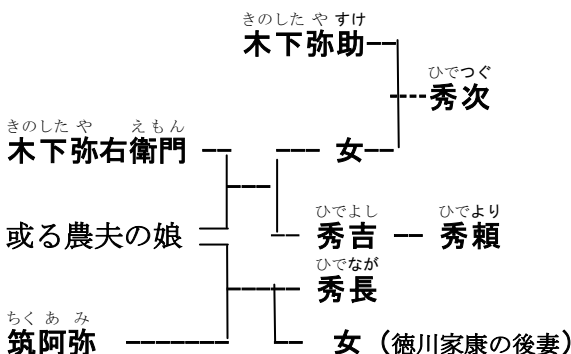 きのした や すけ
木下弥助
ひでつぐ
秀次
きのした や えもん
木下弥右衛門
女
ひでよし ひでより
或る農夫の娘 秀吉 秀頼
ひでなが
秀長
ちく あ み
筑阿弥 女（徳川家康の後妻）